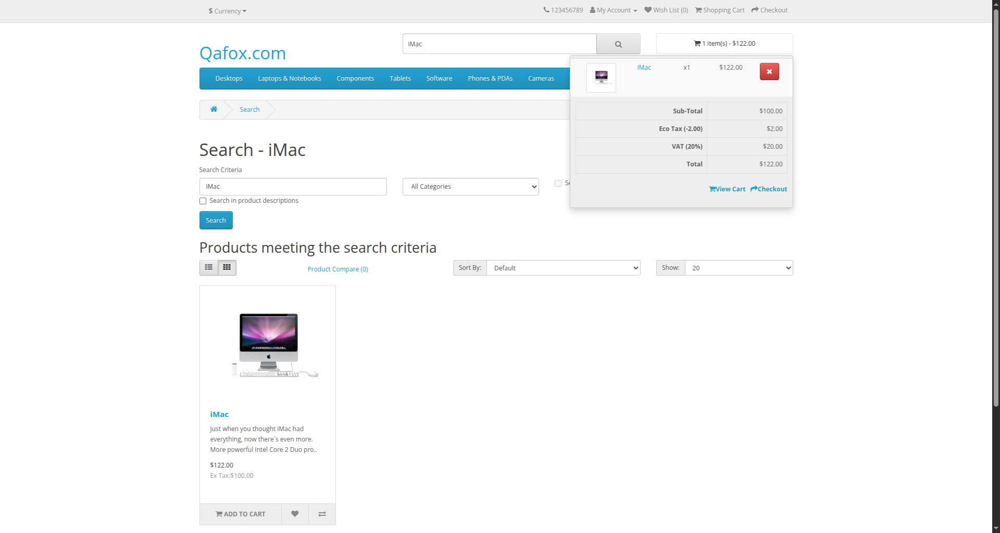 $ Currency
123456789 My Account Wish List (0) Shopping Cart Checkout
Qafox.com
iMac
1 item(s) - $122.00
Desktops Laptops & Notebooks Components Tablets Software Phones & PDAs Cameras
iMac x1 $122.00
Sub-Total $100.00
Eco Tax (-2.00) $2.00
VAT (20%) $20.00
Total $122.00
View Cart Checkout
Search
Search - iMac
Search Criteria
iMac
All Categories
Search in product descriptions
Search
Products meeting the search criteria
Product Compare (0)
Sort By: Default
Show: 20
iMac
Just when you thought iMac had
everything, now there´s even more.
More powerful Intel Core 2 Duo pro..
$122.00
Ex Tax:$100.00
ADD TO CART